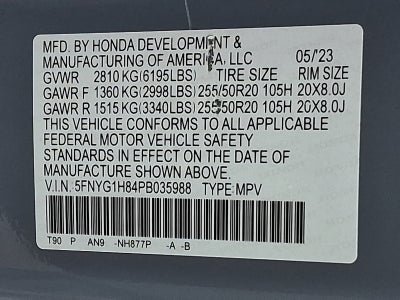 MFD. BY HONDA DEVELOPMENT &
MANUFACTURING OF AMERICA, LLC 05/'23
GVWR 2810 KG(6195LBS) TIRE SIZE RIM SIZE
GAWR F 1360 KG(2998LBS) 255/50R20 105H 20X8.0J
GAWR R 1515 KG(3340LBS) 255/50R20 105H 20X8.0J
THIS VEHICLE CONFORMS TO ALL APPLICABLE
FEDERAL MOTOR VEHICLE SAFETY
STANDARDS IN EFFECT ON THE DATE OF
MANUFACTURE SHOWN ABOVE.
V.I.N. 5FNYG1H84PB035988 TYPE:MPV
T90 P AN9 -NH877P -A -B